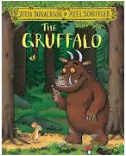 JULIA DONALDSON · AXEL SCHEFFLER
THE GRUFFALO